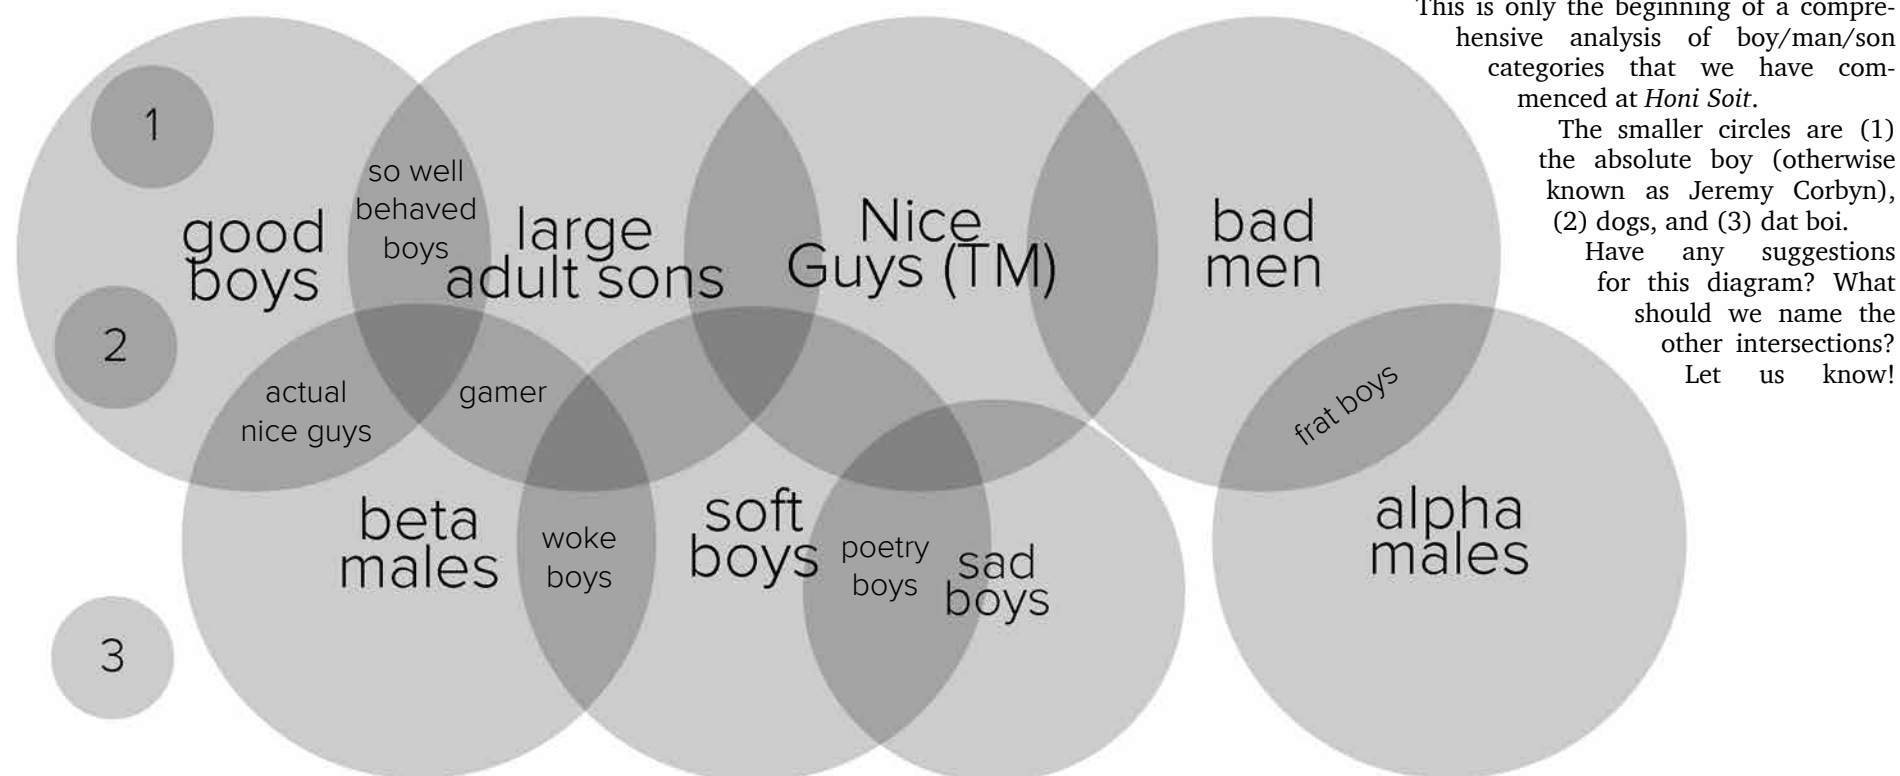 1
so well
behaved
boys
good
boys
large
adult sons
Nice
Guys (TM)
bad
men
2
actual
nice guys
gamer
frat boys
beta
males
woke
boys
soft
boys
poetry
boys
sad
boys
alpha
males
3
This is only the beginning of a compre-
hensive analysis of boy/man/son
categories that we have com-
menced at Honi Soit.
The smaller circles are (1)
the absolute boy (otherwise
known as Jeremy Corbyn),
(2) dogs, and (3) dat boi.
Have any suggestions
for this diagram? What
should we name the
other intersections?
Let us know!